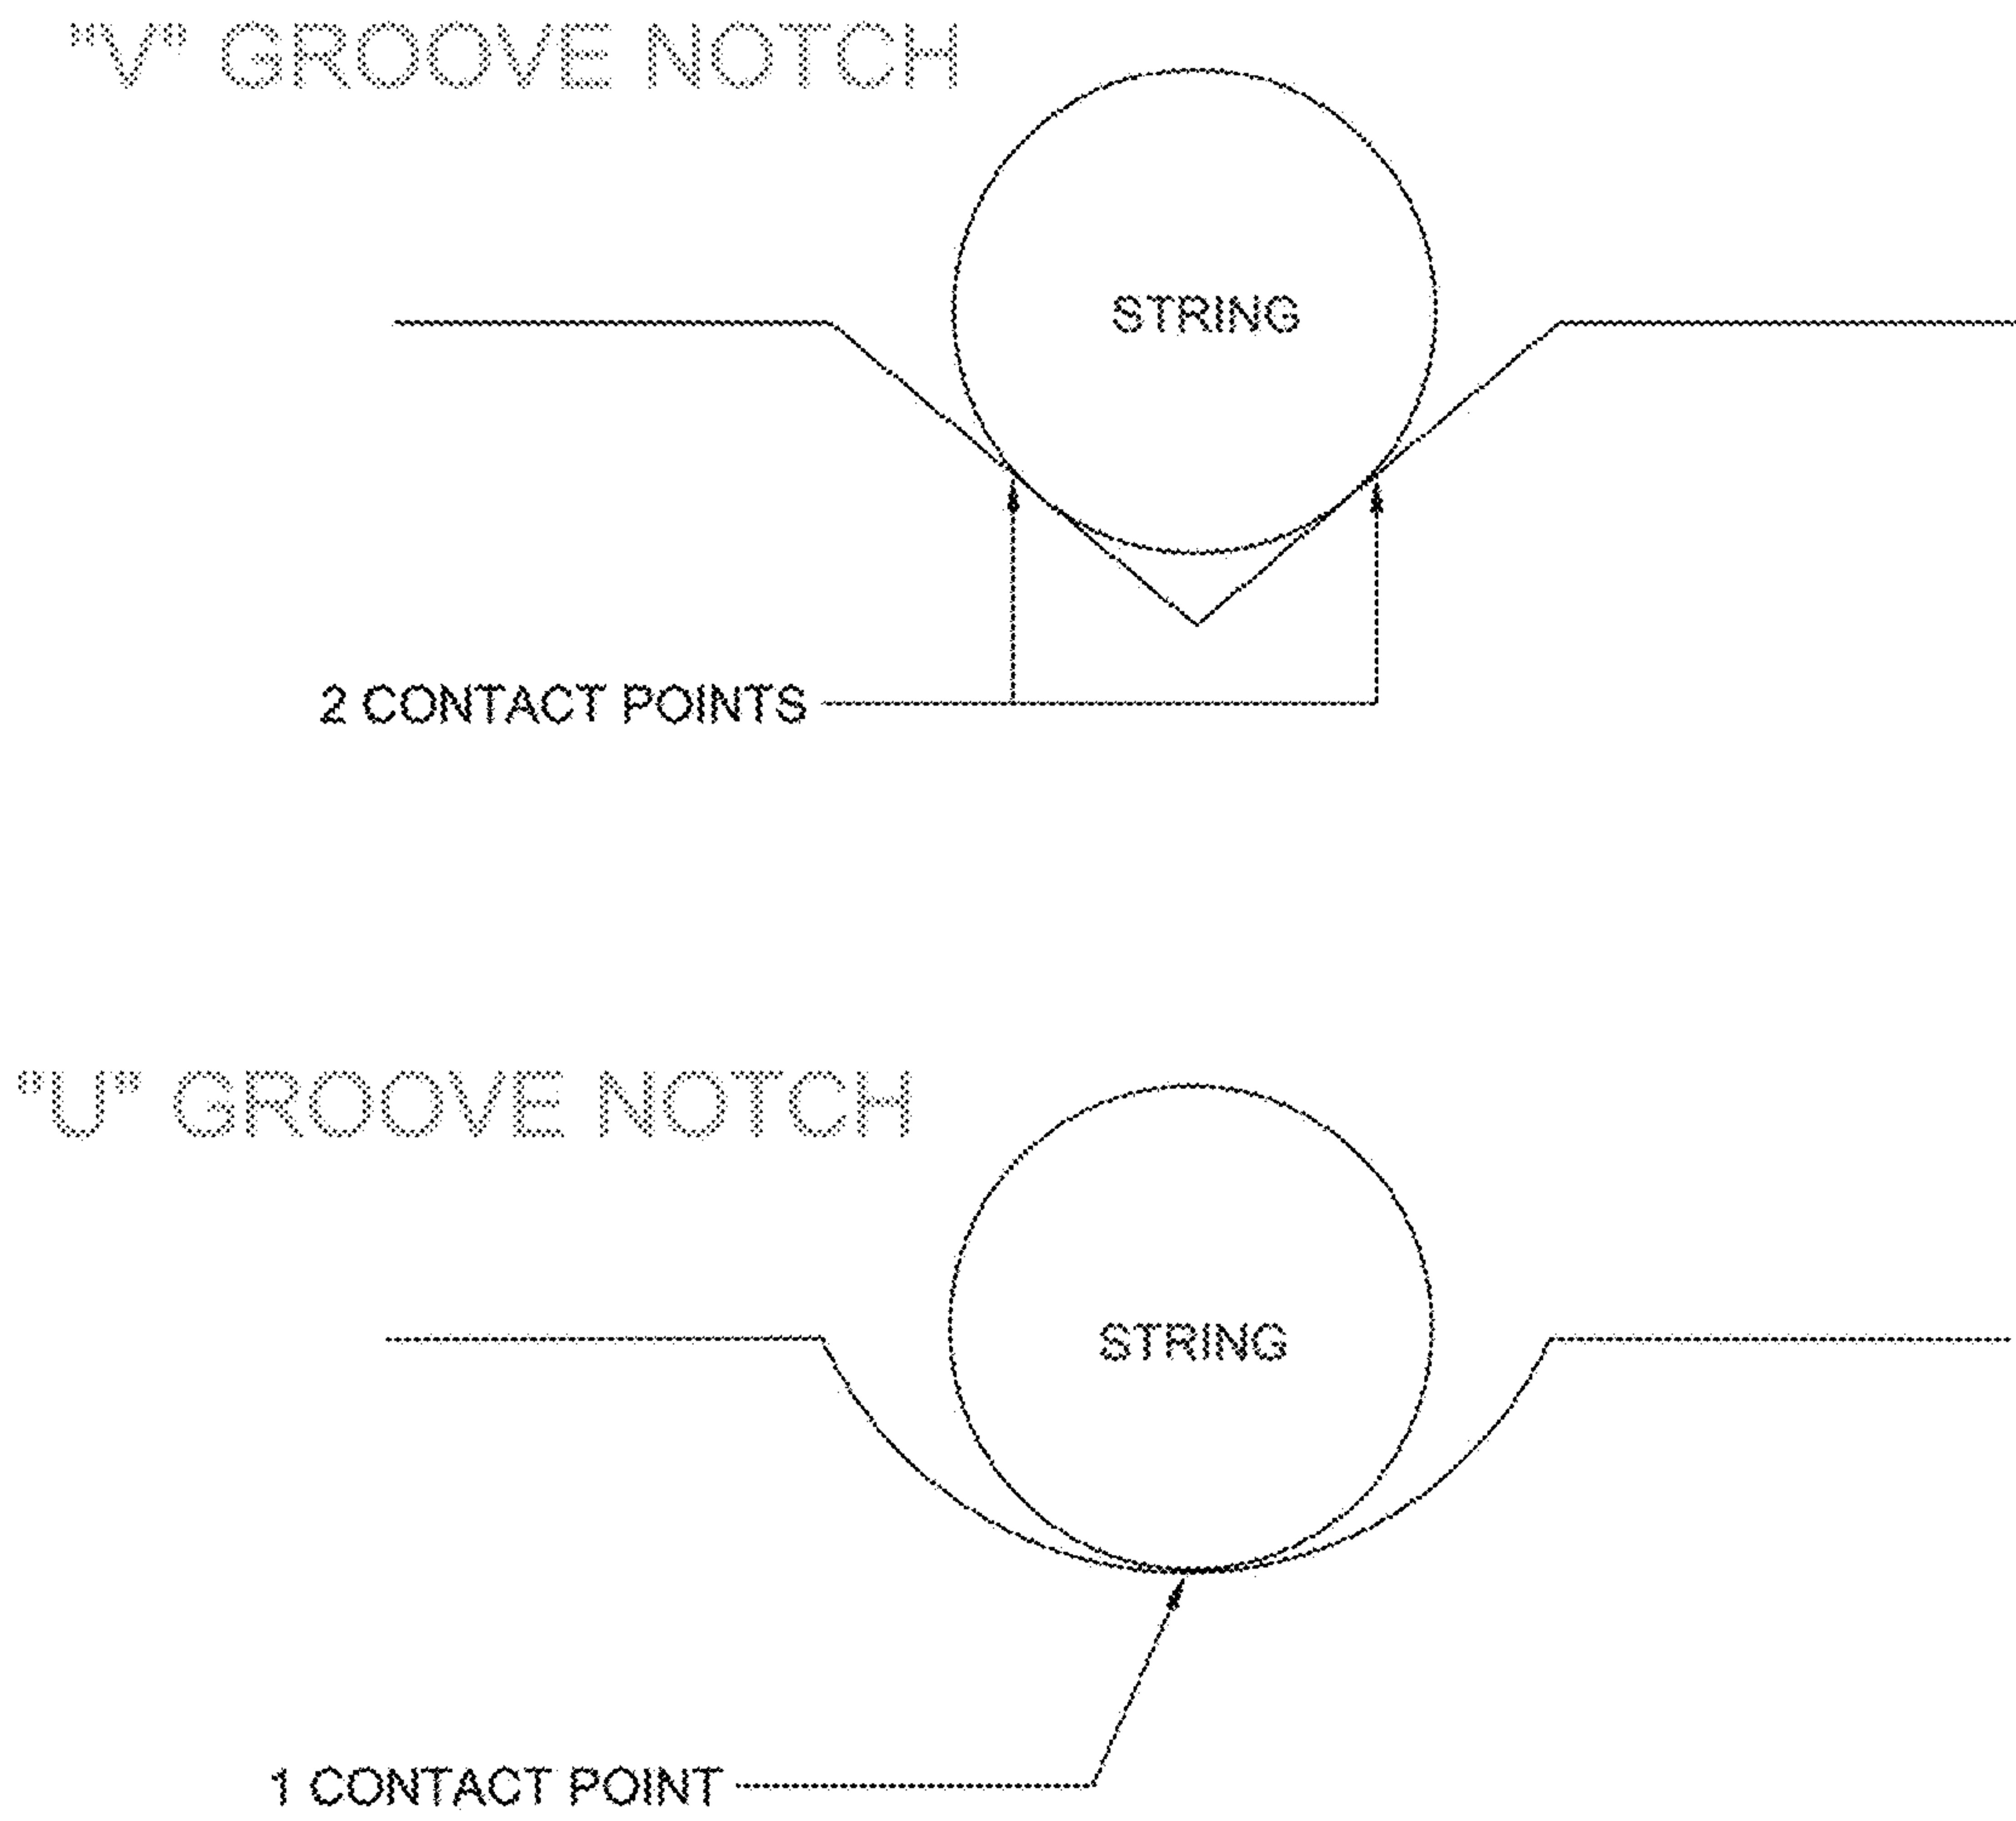 "V" GROOVE NOTCH
STRING
2 CONTACT POINTS
"U" GROOVE NOTCH
STRING
1 CONTACT POINT